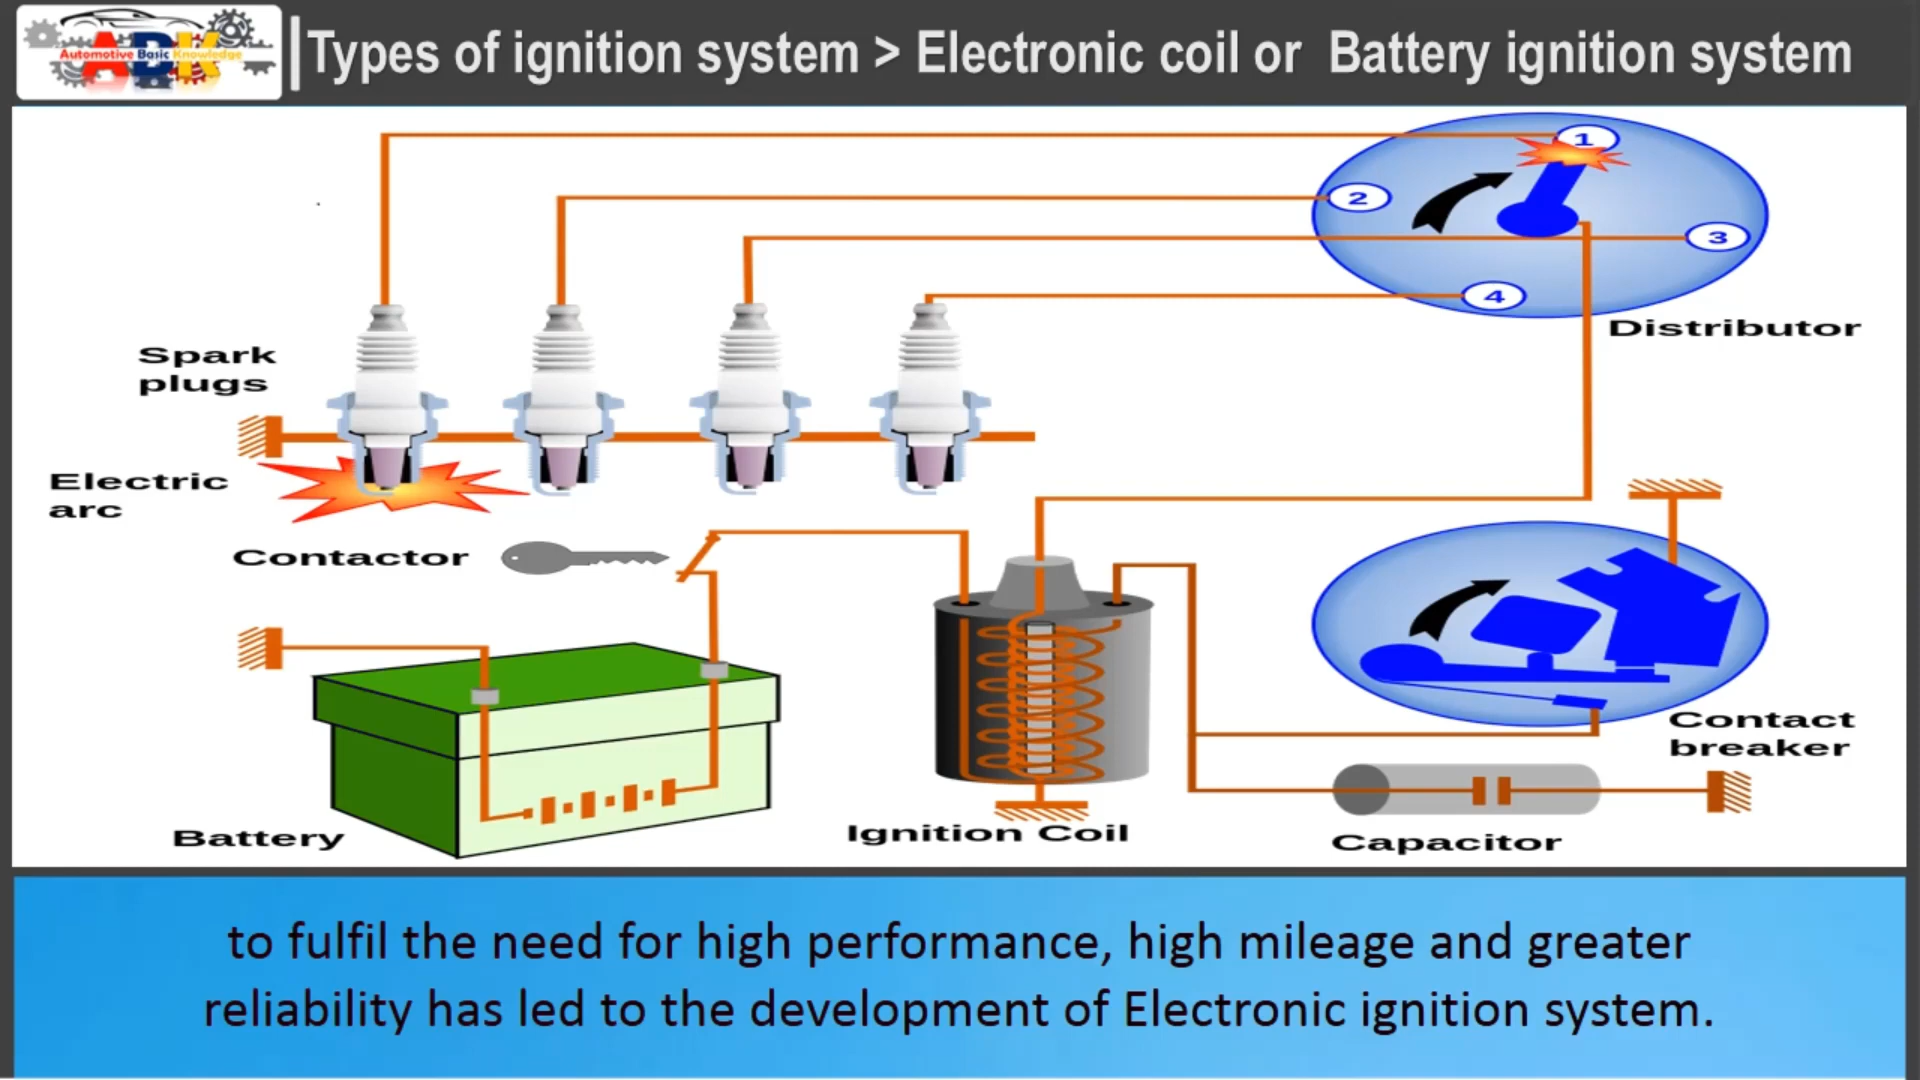 Automotive Basic Knowledge
ABK
Types of ignition system > Electronic coil or Battery ignition system
1
2
3
4
Distributor
Spark
plugs
Electric
arc
Contactor
Contact
breaker
Battery
Ignition Coil
Capacitor
to fulfil the need for high performance, high mileage and greater
reliability has led to the development of Electronic ignition system.